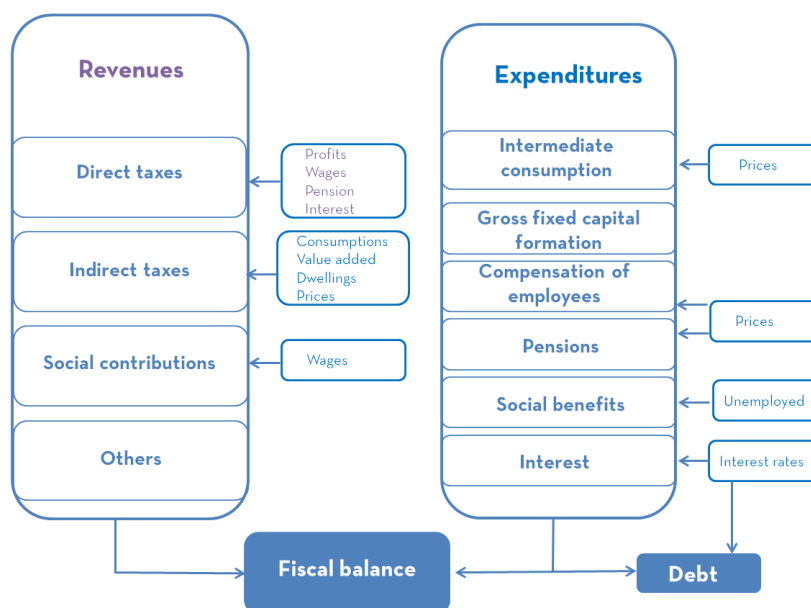 Revenues
Direct taxes
Profits
Wages
Pension
Interest
Indirect taxes
Consumptions
Value added
Dwellings
Prices
Social contributions
Wages
Others
Expenditures
Intermediate
consumption
Prices
Gross fixed capital
formation
Compensation of
employees
Prices
Pensions
Social benefits
Unemployed
Interest
Interest rates
Fiscal balance
Debt